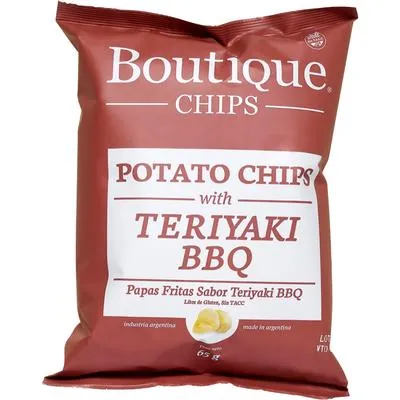 Boutique®
CHIPS
POTATO CHIPS
with
TERIYAKI
BBQ
Papas Fritas Sabor Teriyaki BBQ
Libre de Gluten, Sin TACC
industria argentina
made in argentina
65 g
LOT
VTO